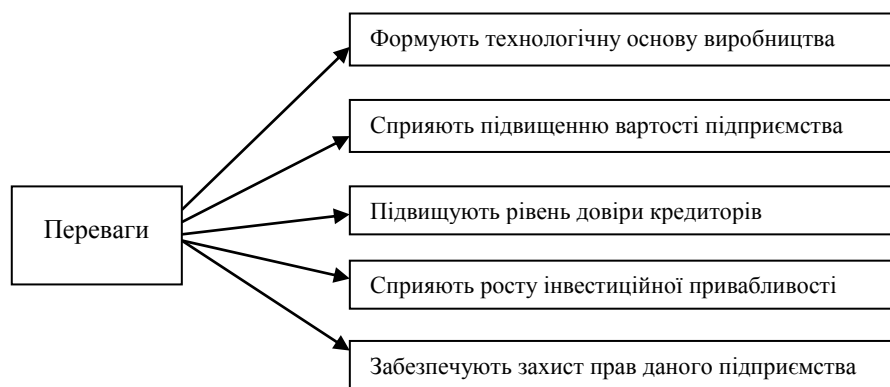 Формують технологічну основу виробництва
Сприяють підвищенню вартості підприємства
Переваги
Підвищують рівень довіри кредиторів
Сприяють росту інвестиційної привабливості
Забезпечують захист прав даного підприємства